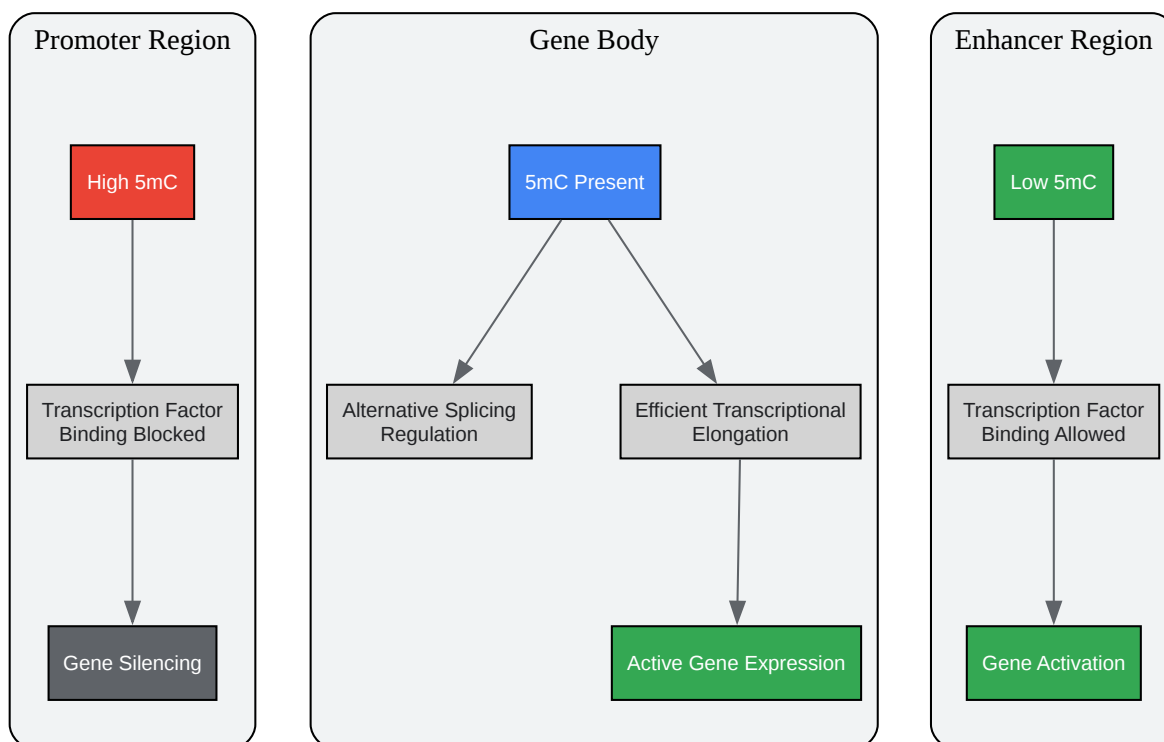 Promoter Region
High 5mC
Transcription Factor
Binding Blocked
Gene Silencing
Gene Body
5mC Present
Alternative Splicing
Regulation
Efficient Transcriptional
Elongation
Active Gene Expression
Enhancer Region
Low 5mC
Transcription Factor
Binding Allowed
Gene Activation